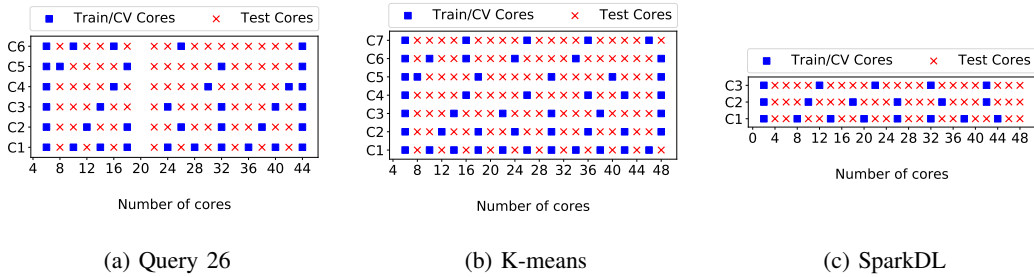 Train/CV Cores Test Cores
C6
C5
C4
C3
C2
C1
4 8 12 16 20 24 28 32 36 40 44
Number of cores
(a) Query 26
Train/CV Cores Test Cores
C7
C6
C5
C4
C3
C2
C1
4 8 12 16 20 24 28 32 36 40 44 48
Number of cores
(b) K-means
Train/CV Cores Test Cores
C3
C2
C1
0 4 8 12 16 20 24 28 32 36 40 44 48
Number of cores
(c) SparkDL